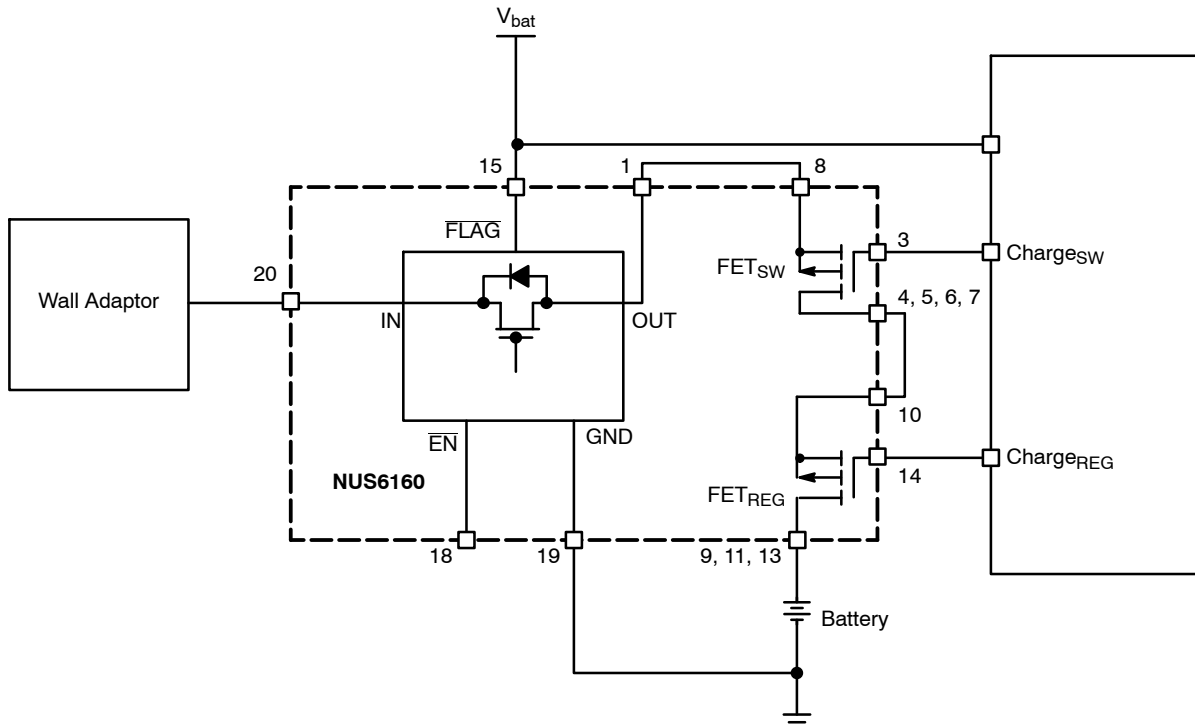 Vbat
15
1
8
FLAG
3
FETSW
ChargeSW
20
4, 5, 6, 7
Wall Adaptor
IN
OUT
10
EN
GND
ChargeREG
NUS6160
14
FETREG
18
19
9, 11, 13
Battery